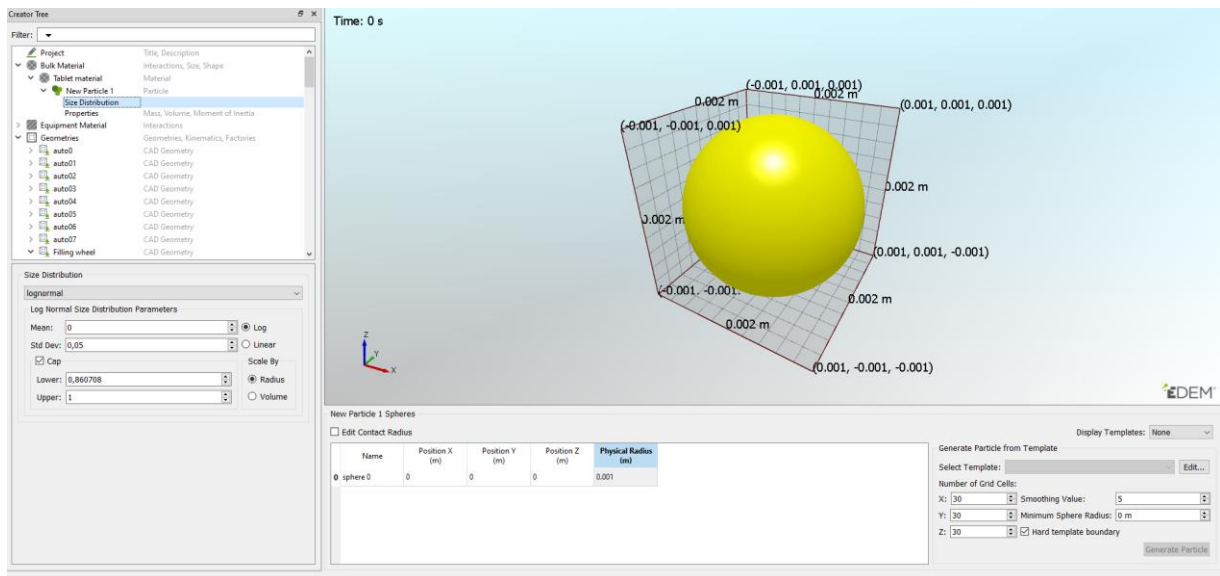 Creator Tree
Filter:
Project Title, Description
Bulk Material Interactions, Size, Shape
Tablet material Material
New Particle 1 Particle
Size Distribution
Properties Mass, Volume, Moment of Inertia
Equipment Material Interactions
Geometries Geometries, Kinematics, Factories
auto0 CAD Geometry
auto01 CAD Geometry
auto02 CAD Geometry
auto03 CAD Geometry
auto04 CAD Geometry
auto05 CAD Geometry
auto06 CAD Geometry
auto07 CAD Geometry
Filling wheel CAD Geometry
Size Distribution
lognormal
Log Normal Size Distribution Parameters
Mean: 0 Log
Std Dev: 0,05 Linear
Cap Scale By
Lower: 0,860708 Radius
Upper: 1 Volume
Time: 0 s
(-0.001, 0.001, 0.001)
0.002 m 0.002 m
(0.001, 0.001, 0.001)
(-0.001, -0.001, 0.001)
0.002 m
0.002 m
(0.001, 0.001, -0.001)
(-0.001, -0.001,
0.002 m
0.002 m
(0.001, -0.001, -0.001)
Z
Y
X
EDEM
New Particle 1 Spheres
Edit Contact Radius Display Templates: None
Name Position X (m) Position Y (m) Position Z (m) Physical Radius (m)
0 sphere 0 0 0 0 0.001
Generate Particle from Template
Select Template: Edit...
Number of Grid Cells:
X: 30 Smoothing Value: 5
Y: 30 Minimum Sphere Radius: 0 m
Z: 30 Hard template boundary
Generate Particle